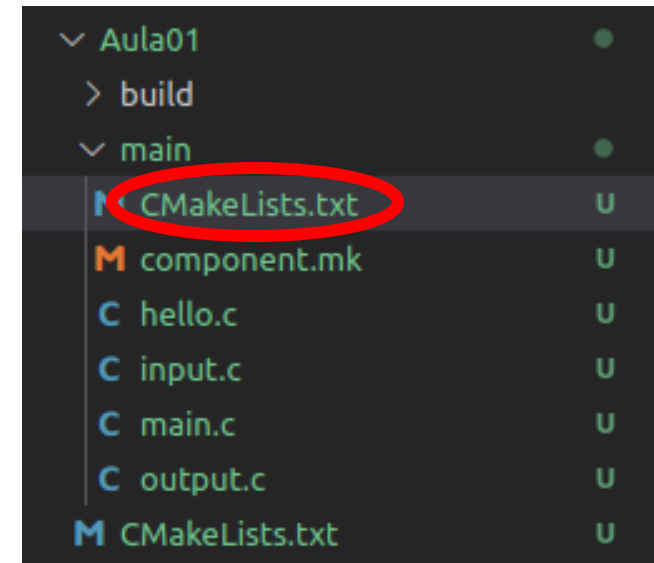 Aula01
build
main
M CMakeLists.txt U
M component.mk U
C hello.c U
C input.c U
C main.c U
C output.c U
M CMakeLists.txt U